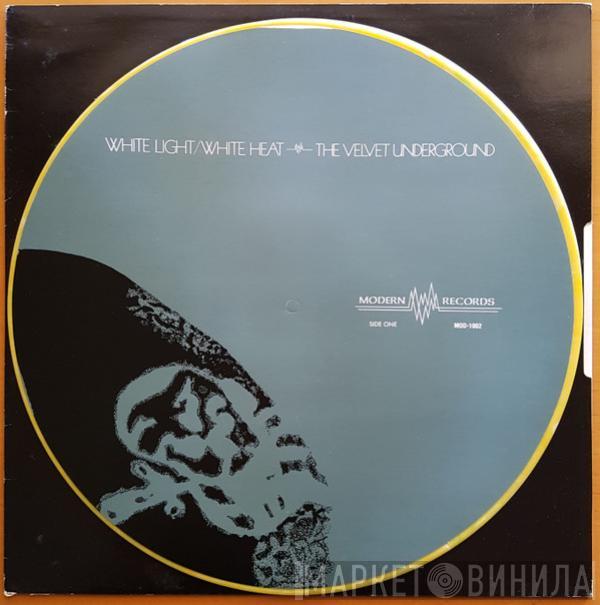 WHITE LIGHT/WHITE HEAT THE VELVET UNDERGROUND
MODERN RECORDS
SIDE ONE MOD-1002
МАРКЕТ ВИНИЛА